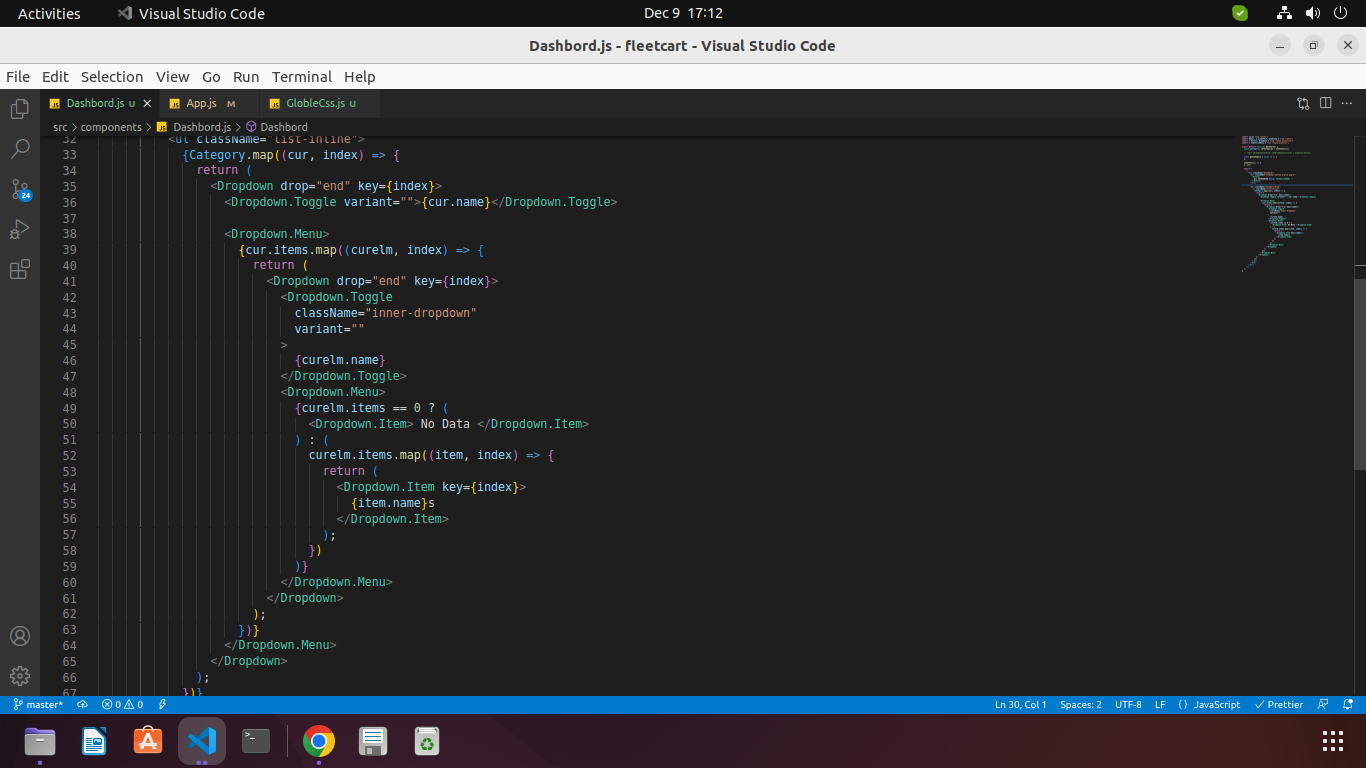 Activities Visual Studio Code Dec 9 17:12
Dashbord.js - fleetcart - Visual Studio Code
File Edit Selection View Go Run Terminal Help
JS Dashbord.js U JS App.js M JS GlobleCss.js U
src > components > JS Dashbord.js > Dashbord
32 <ul className="list-inline">
33 {Category.map((cur, index) => {
34 return (
35 <Dropdown drop="end" key={index}>
36 <Dropdown.Toggle variant="">{cur.name}</Dropdown.Toggle>
37
38 <Dropdown.Menu>
39 {cur.items.map((curelm, index) => {
40 return (
41 <Dropdown drop="end" key={index}>
42 <Dropdown.Toggle
43 className="inner-dropdown"
44 variant=""
45 >
46 {curelm.name}
47 </Dropdown.Toggle>
48 <Dropdown.Menu>
49 {curelm.items == 0 ? (
50 <Dropdown.Item> No Data </Dropdown.Item>
51 ) : (
52 curelm.items.map((item, index) => {
53 return (
54 <Dropdown.Item key={index}>
55 {item.name}s
56 </Dropdown.Item>
57 );
58 })
59 )}
60 </Dropdown.Menu>
61 </Dropdown>
62 );
63 })}
64 </Dropdown.Menu>
65 </Dropdown>
66 );
67 })}
24
master* 0 0 Ln 30, Col 1 Spaces: 2 UTF-8 LF {} JavaScript Prettier